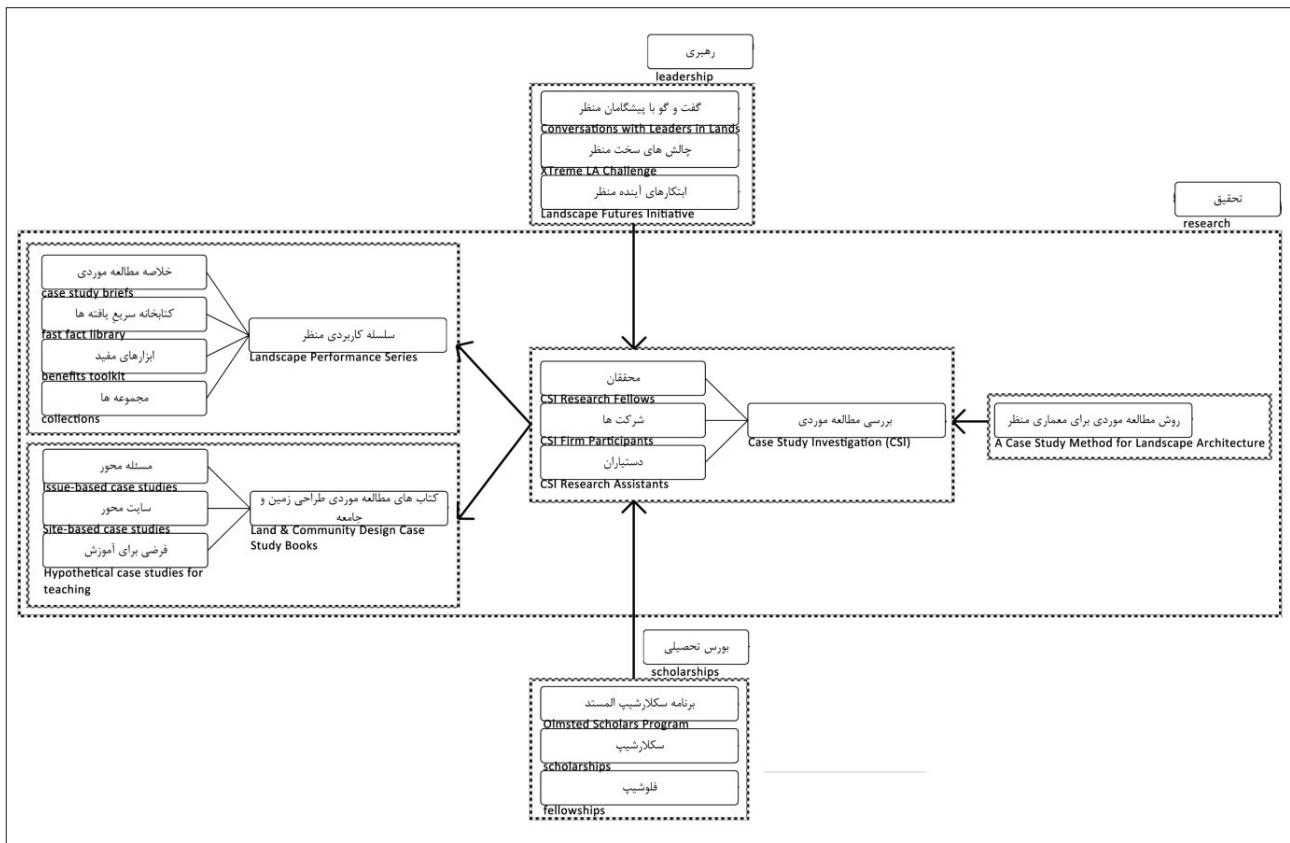 رهبری
leadership
گفت و گو با پیشگامان منظر
Conversations with Leaders in Lands
چالش های سخت منظر
XTreme LA Challenge
ابتکارهای آینده منظر
Landscape Futures Initiative
تحقیق
research
خلاصه مطالعه موردی
case study briefs
کتابخانه سریعِ یافته ها
fast fact library
ابزارهای مفید
benefits toolkit
مجموعه ها
collections
سلسله کاربردی منظر
Landscape Performance Series
مسئله محور
Issue-based case studies
سایت محور
Site-based case studies
فرضی برای آموزش
Hypothetical case studies for
teaching
کتاب های مطالعه موردی طراحی زمین و
جامعه
Land & Community Design Case
Study Books
محققان
CSI Research Fellows
شرکت ها
CSI Firm Participants
دستیاران
CSI Research Assistants
بررسی مطالعه موردی
Case Study Investigation (CSI)
روش مطالعه موردی برای معماری منظر
A Case Study Method for Landscape Architecture
بورس تحصیلی
scholarships
برنامه سکلارشیپ المستد
Olmsted Scholars Program
سکلارشیپ
scholarships
فلوشیپ
fellowships